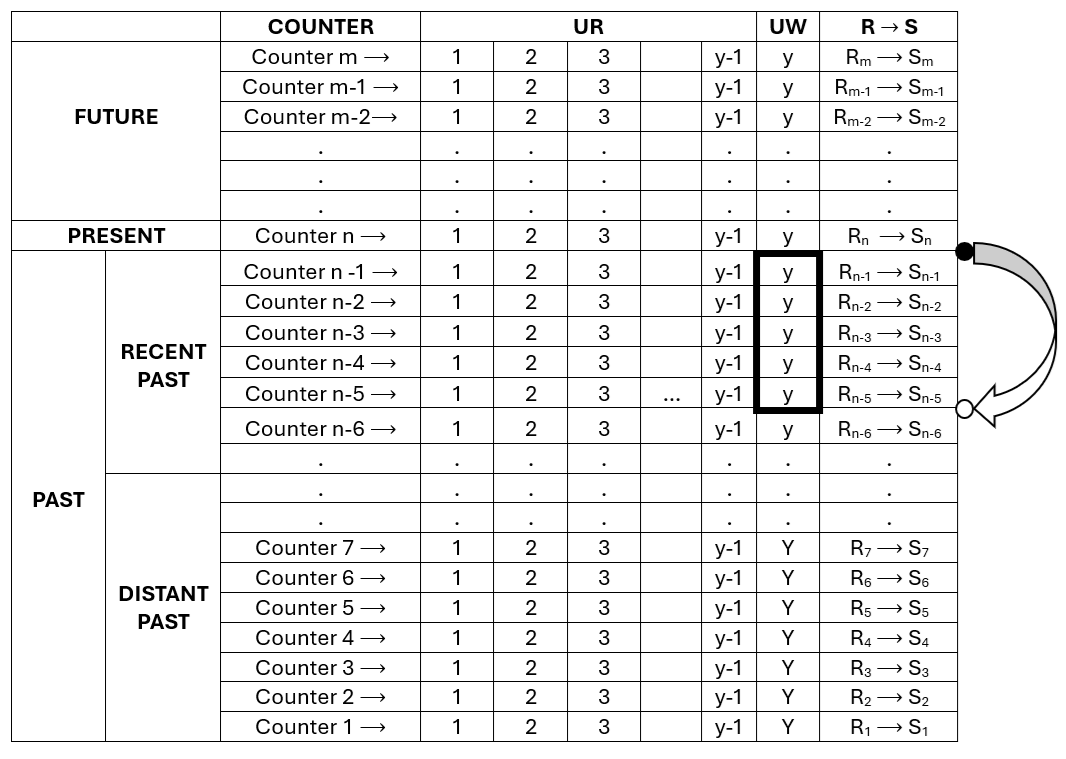 COUNTER UR UW R → S
Counter m → 1 2 3 y-1 y Rm → Sm
Counter m-1 → 1 2 3 y-1 y Rm-1 → Sm-1
FUTURE Counter m-2→ 1 2 3 y-1 y Rm-2 → Sm-2
. . . . . . .
. . . . . . .
. . . . . . .
PRESENT Counter n → 1 2 3 y-1 y Rn → Sn
Counter n -1 → 1 2 3 y-1 y Rn-1 → Sn-1
Counter n-2 → 1 2 3 y-1 y Rn-2 → Sn-2
Counter n-3 → 1 2 3 y-1 y Rn-3 → Sn-3
RECENT
PAST
Counter n-4 → 1 2 3 y-1 y Rn-4 → Sn-4
Counter n-5 → 1 2 3 ... y-1 y Rn-5 → Sn-5
Counter n-6 → 1 2 3 y-1 y Rn-6 → Sn-6
. . . . . . .
PAST
. . . . . . .
. . . . . . .
Counter 7 → 1 2 3 y-1 Y R7 → S7
Counter 6 → 1 2 3 y-1 Y R6 → S6
DISTANT
PAST
Counter 5 → 1 2 3 y-1 Y R5 → S5
Counter 4 → 1 2 3 y-1 Y R4 → S4
Counter 3 → 1 2 3 y-1 Y R3 → S3
Counter 2 → 1 2 3 y-1 Y R2 → S2
Counter 1 → 1 2 3 y-1 Y R1 → S1